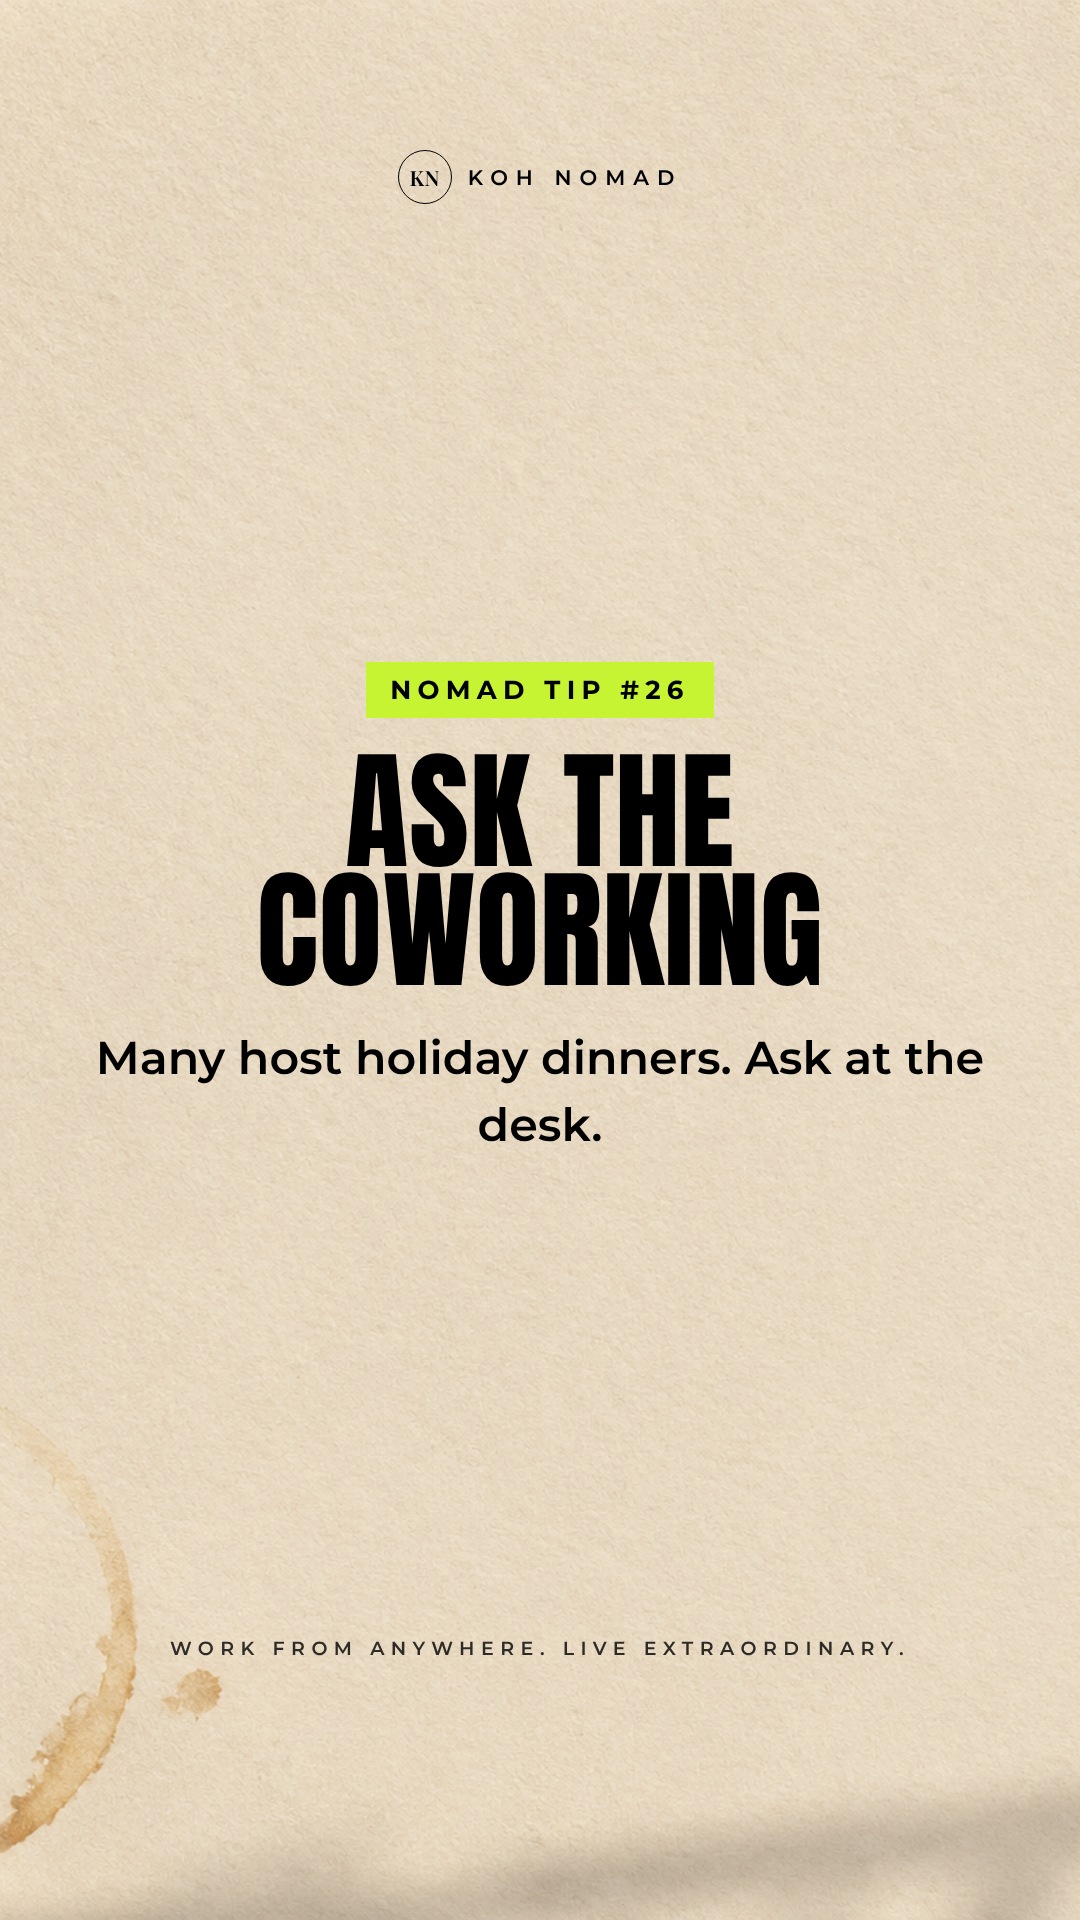 KN KOH NOMAD
NOMAD TIP #26
ASK THE
COWORKING
Many host holiday dinners. Ask at the
desk.
WORK FROM ANYWHERE. LIVE EXTRAORDINARY.